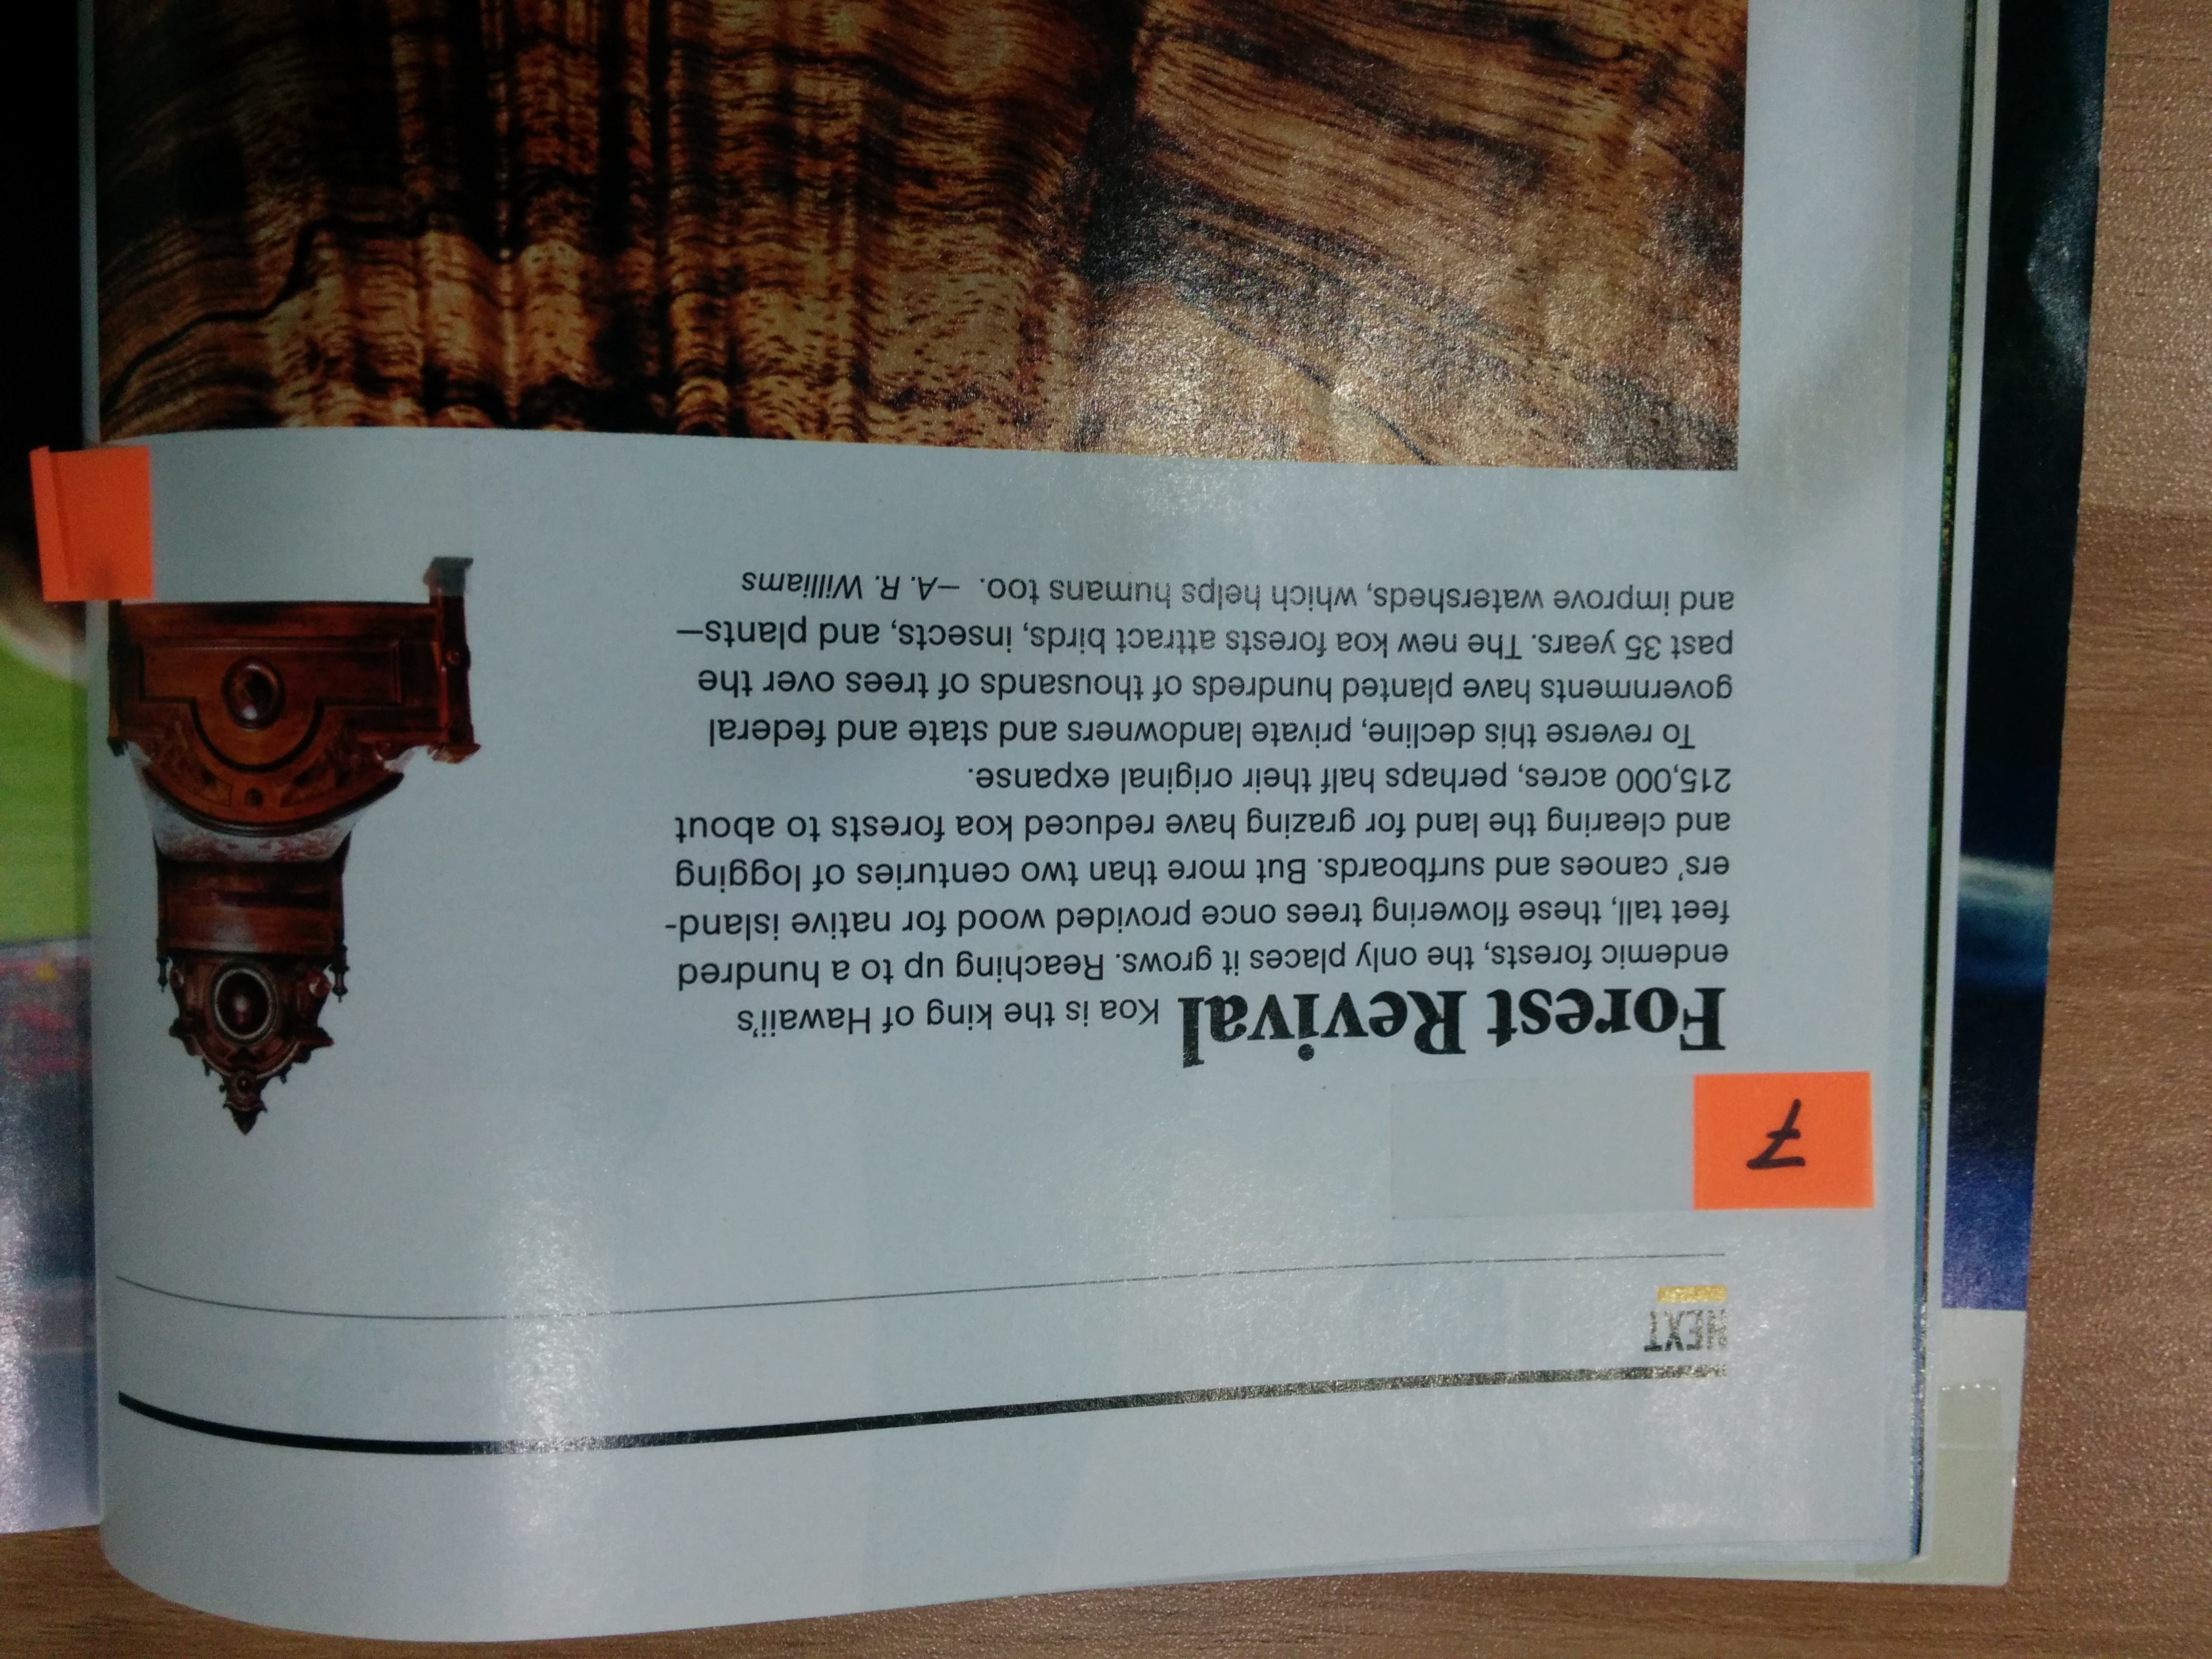 NEXT
7
Forest Revival Koa is the king of Hawaii's
endemic forests, the only places it grows. Reaching up to a hundred
feet tall, these flowering trees once provided wood for native island-
ers' canoes and surfboards. But more than two centuries of logging
and clearing the land for grazing have reduced koa forests to about
215,000 acres, perhaps half their original expanse.
To reverse this decline, private landowners and state and federal
governments have planted hundreds of thousands of trees over the
past 35 years. The new koa forests attract birds, insects, and plants—
and improve watersheds, which helps humans too. —A. R. Williams